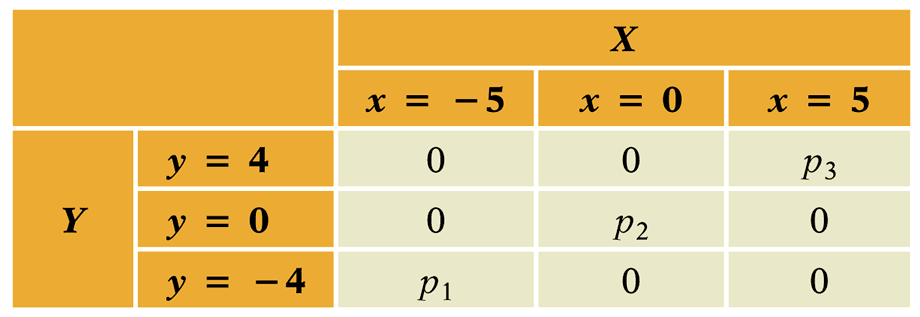 X
x = −5 x = 0 x = 5
Y
y = 4 0 0 p₃
y = 0 0 p₂ 0
y = −4 p₁ 0 0